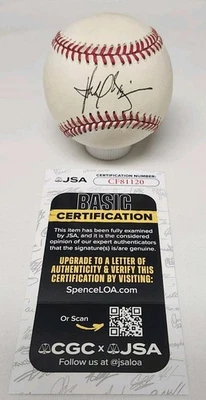 JSA
CERTIFICATION NUMBER
CF81120
BASIC
CERTIFICATION
This item has been fully examined
by JSA, and it is the considered
opinion of our expert authenticators
that the signature(s) is(are) genuine.
UPGRADE TO A LETTER OF
AUTHENTICITY & VERIFY THIS
CERTIFICATION BY VISITING:
SpenceLOA.com
Or Scan
CGC x JSA
Follow us at @jsaloa